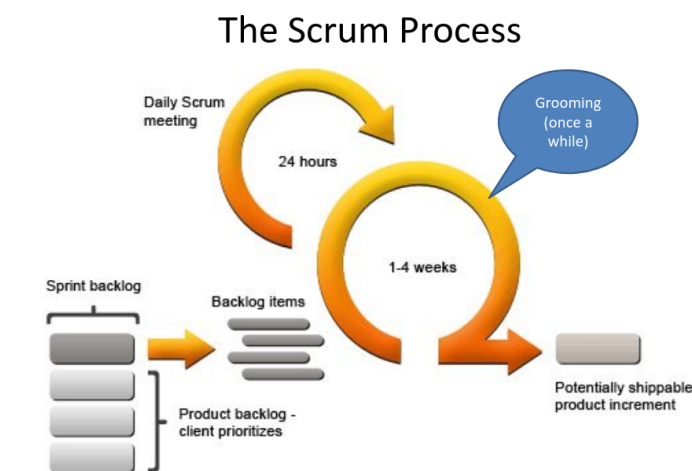 The Scrum Process
Daily Scrum
meeting
24 hours
Grooming
(once a
while)
1-4 weeks
Sprint backlog
Backlog items
Product backlog -
client prioritizes
Potentially shippable
product increment